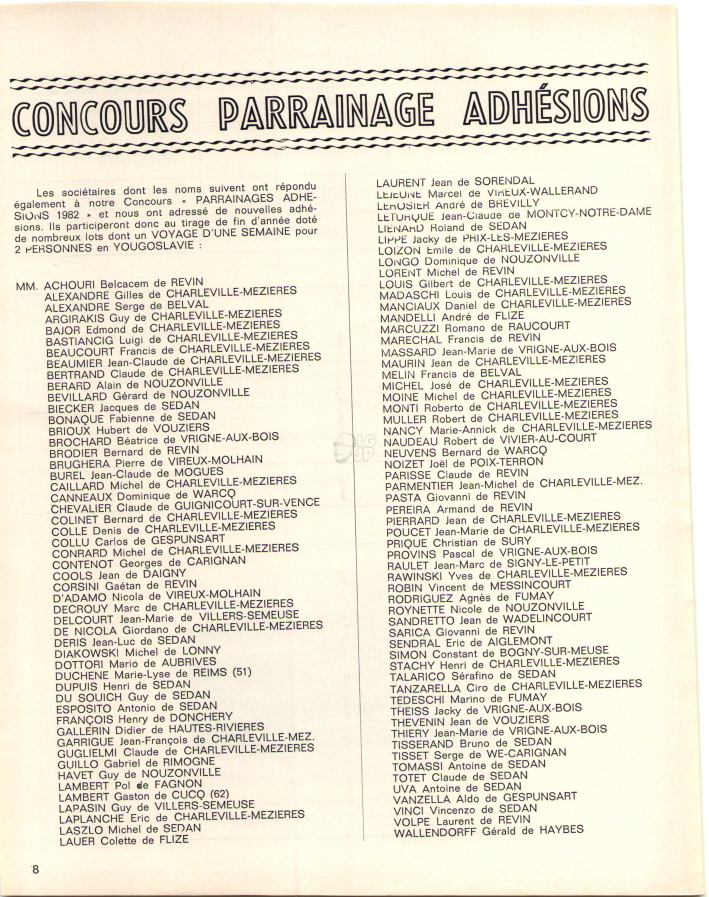 CONCOURS PARRAINAGE ADHÉSIONS
Les sociétaires dont les noms suivent ont répondu
également à notre Concours « PARRAINAGES ADHE-
SIONS 1982 » et nous ont adressé de nouvelles adhé-
sions. Ils participeront donc au tirage de fin d'année doté
de nombreux lots dont un VOYAGE D'UNE SEMAINE pour
2 PERSONNES en YOUGOSLAVIE :
MM. ACHOURI Belcacem de REVIN
ALEXANDRE Gilles de CHARLEVILLE-MEZIERES
ALEXANDRE Serge de BELVAL
ARGIRAKIS Guy de CHARLEVILLE-MEZIERES
BAJOR Edmond de CHARLEVILLE-MEZIERES
BASTIANCIG Luigi de CHARLEVILLE-MEZIERES
BEAUCOURT Francis de CHARLEVILLE-MEZIERES
BEAUMIER Jean-Claude de CHARLEVILLE-MEZIERES
BERTRAND Claude de CHARLEVILLE-MEZIERES
BERARD Alain de NOUZONVILLE
BEVILLARD Gérard de NOUZONVILLE
BIECKER Jacques de SEDAN
BONAQUE Fabienne de SEDAN
BRIOUX Hubert de VOUZIERS
BROCHARD Béatrice de VRIGNE-AUX-BOIS
BRODIER Bernard de REVIN
BRUGHERA Pierre de VIREUX-MOLHAIN
BUREL Jean-Claude de MOGUES
CAILLARD Michel de CHARLEVILLE-MEZIERES
CANNEAUX Dominique de WARCQ
CHEVALIER Claude de GUIGNICOURT-SUR-VENCE
COLINET Bernard de CHARLEVILLE-MEZIERES
COLLE Denis de CHARLEVILLE-MEZIERES
COLLU Carlos de GESPUNSART
CONRARD Michel de CHARLEVILLE-MEZIERES
CONTENOT Georges de CARIGNAN
COOLS Jean de DAIGNY
CORSINI Gaétan de REVIN
D'ADAMO Nicola de VIREUX-MOLHAIN
DECROUY Marc de CHARLEVILLE-MEZIERES
DELCOURT Jean-Marie de VILLERS-SEMEUSE
DE NICOLA Giordano de CHARLEVILLE-MEZIERES
DERIS Jean-Luc de SEDAN
DIAKOWSKI Michel de LONNY
DOTTORI Mario de AUBRIVES
DUCHENE Marie-Lyse de REIMS (51)
DUPUIS Henri de SEDAN
DU SOUICH Guy de SEDAN
ESPOSITO Antonio de SEDAN
FRANÇOIS Henry de DONCHERY
GALLERIN Didier de HAUTES-RIVIERES
GARRIGUE Jean-François de CHARLEVILLE-MEZ.
GUGLIELMI Claude de CHARLEVILLE-MEZIERES
GUILLO Gabriel de RIMOGNE
HAVET Guy de NOUZONVILLE
LAMBERT Pol de FAGNON
LAMBERT Gaston de CUCQ (62)
LAPASIN Guy de VILLERS-SEMEUSE
LAPLANCHE Eric de CHARLEVILLE-MEZIERES
LASZLO Michel de SEDAN
LAUER Colette de FLIZE
LAURENT Jean de SORENDAL
LEJEUNE Marcel de VIREUX-WALLERAND
LEROSIER André de BREVILLY
LETURQUE Jean-Claude de MONTCY-NOTRE-DAME
LIENARD Roland de SEDAN
LIPPE Jacky de PRIX-LES-MEZIERES
LOIZON Emile de CHARLEVILLE-MEZIERES
LONGO Dominique de NOUZONVILLE
LORENT Michel de REVIN
LOUIS Gilbert de CHARLEVILLE-MEZIERES
MADASCHI Louis de CHARLEVILLE-MEZIERES
MANCIAUX Daniel de CHARLEVILLE-MEZIERES
MANDELLI André de FLIZE
MARCUZZI Romano de RAUCOURT
MARECHAL Francis de REVIN
MASSARD Jean-Marie de VRIGNE-AUX-BOIS
MAURIN Jean de CHARLEVILLE-MEZIERES
MELIN Francis de BELVAL
MICHEL José de CHARLEVILLE-MEZIERES
MOINE Michel de CHARLEVILLE-MEZIERES
MONTI Roberto de CHARLEVILLE-MEZIERES
MULLER Robert de CHARLEVILLE-MEZIERES
NANCY Marie-Annick de CHARLEVILLE-MEZIERES
NAUDEAU Robert de VIVIER-AU-COURT
NEUVENS Bernard de WARCQ
NOIZET Joël de POIX-TERRON
PARISSE Claude de REVIN
PARMENTIER Jean-Michel de CHARLEVILLE-MEZ.
PASTA Giovanni de REVIN
PEREIRA Armand de REVIN
PIERRARD Jean de CHARLEVILLE-MEZIERES
POUCET Jean-Marie de CHARLEVILLE-MEZIERES
PRIQUE Christian de SURY
PROVINS Pascal de VRIGNE-AUX-BOIS
RAULET Jean-Marc de SIGNY-LE-PETIT
RAWINSKI Yves de CHARLEVILLE-MEZIERES
ROBIN Vincent de MESSINCOURT
RODRIGUEZ Agnès de FUMAY
ROYNETTE Nicole de NOUZONVILLE
SANDRETTO Jean de WADELINCOURT
SARICA Giovanni de REVIN
SENDRAL Eric de AIGLEMONT
SIMON Constant de BOGNY-SUR-MEUSE
STACHY Henri de CHARLEVILLE-MEZIERES
TALARICO Sérafino de SEDAN
TANZARELLA Ciro de CHARLEVILLE-MEZIERES
TEDESCHI Marino de FUMAY
THEISS Jacky de VRIGNE-AUX-BOIS
THEVENIN Jean de VOUZIERS
THIERY Jean-Marie de VRIGNE-AUX-BOIS
TISSERAND Bruno de SEDAN
TISSET Serge de WE-CARIGNAN
TOMASSI Antoine de SEDAN
TOTET Claude de SEDAN
UVA Antoine de SEDAN
VANZELLA Aldo de GESPUNSART
VINCI Vincenzo de SEDAN
VOLPE Laurent de REVIN
WALLENDORFF Gérald de HAYBES
8